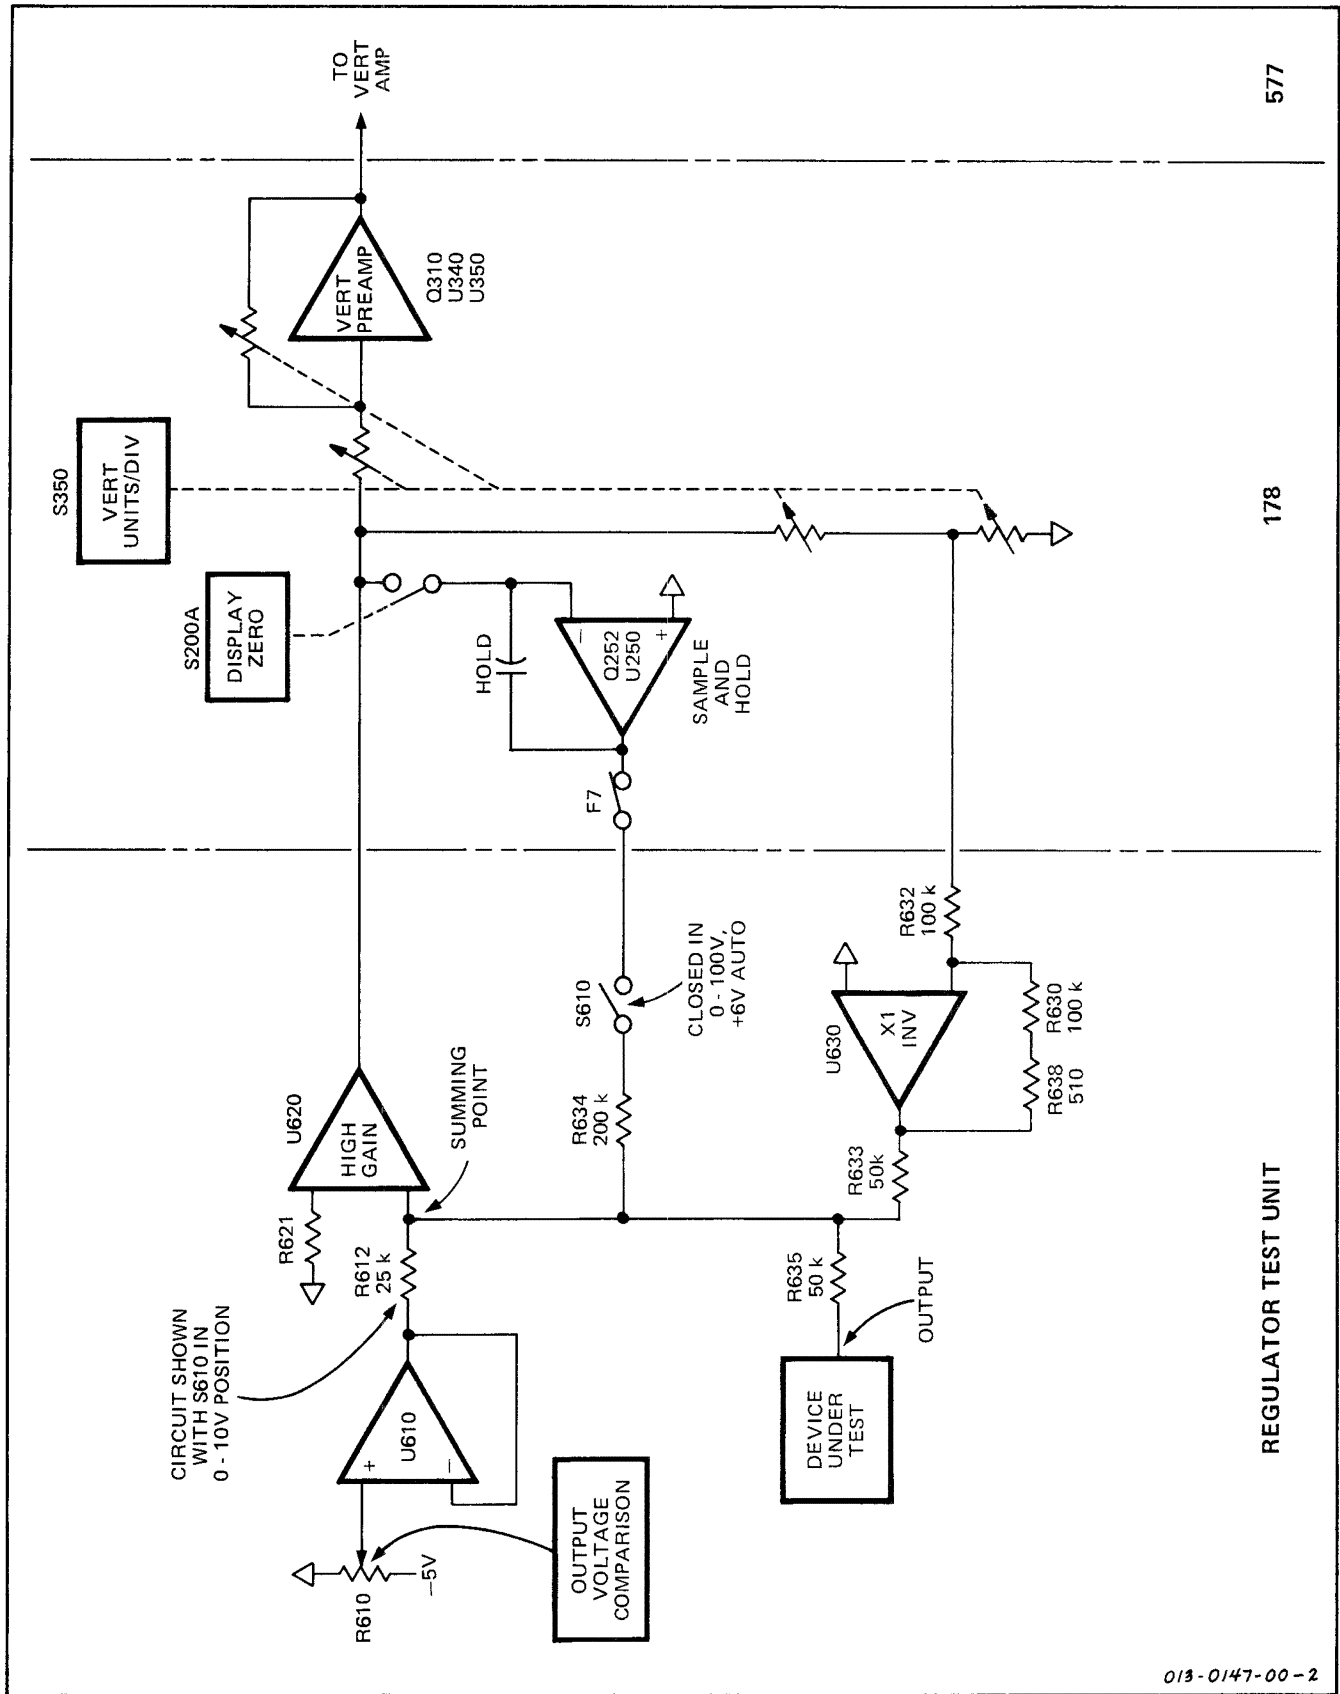 TO
VERT
AMP
577
VERT
PREAMP
Q310
U340
U350
S350
VERT
UNITS/DIV
178
S200A
DISPLAY
ZERO
HOLD
−
+
Q252
U250
SAMPLE
AND
HOLD
F7
S610
CLOSED IN
0 - 100V,
+6V AUTO
R634
200 k
R632
100 k
U630
X1
INV
R630
100 k
R638
510
R633
50k
U620
HIGH
GAIN
SUMMING
POINT
R621
R612
25 k
CIRCUIT SHOWN
WITH S610 IN
0 - 10V POSITION
R635
50 k
OUTPUT
DEVICE
UNDER
TEST
U610
+
−
R610
−5V
OUTPUT
VOLTAGE
COMPARISON
REGULATOR TEST UNIT
013-0147-00-2